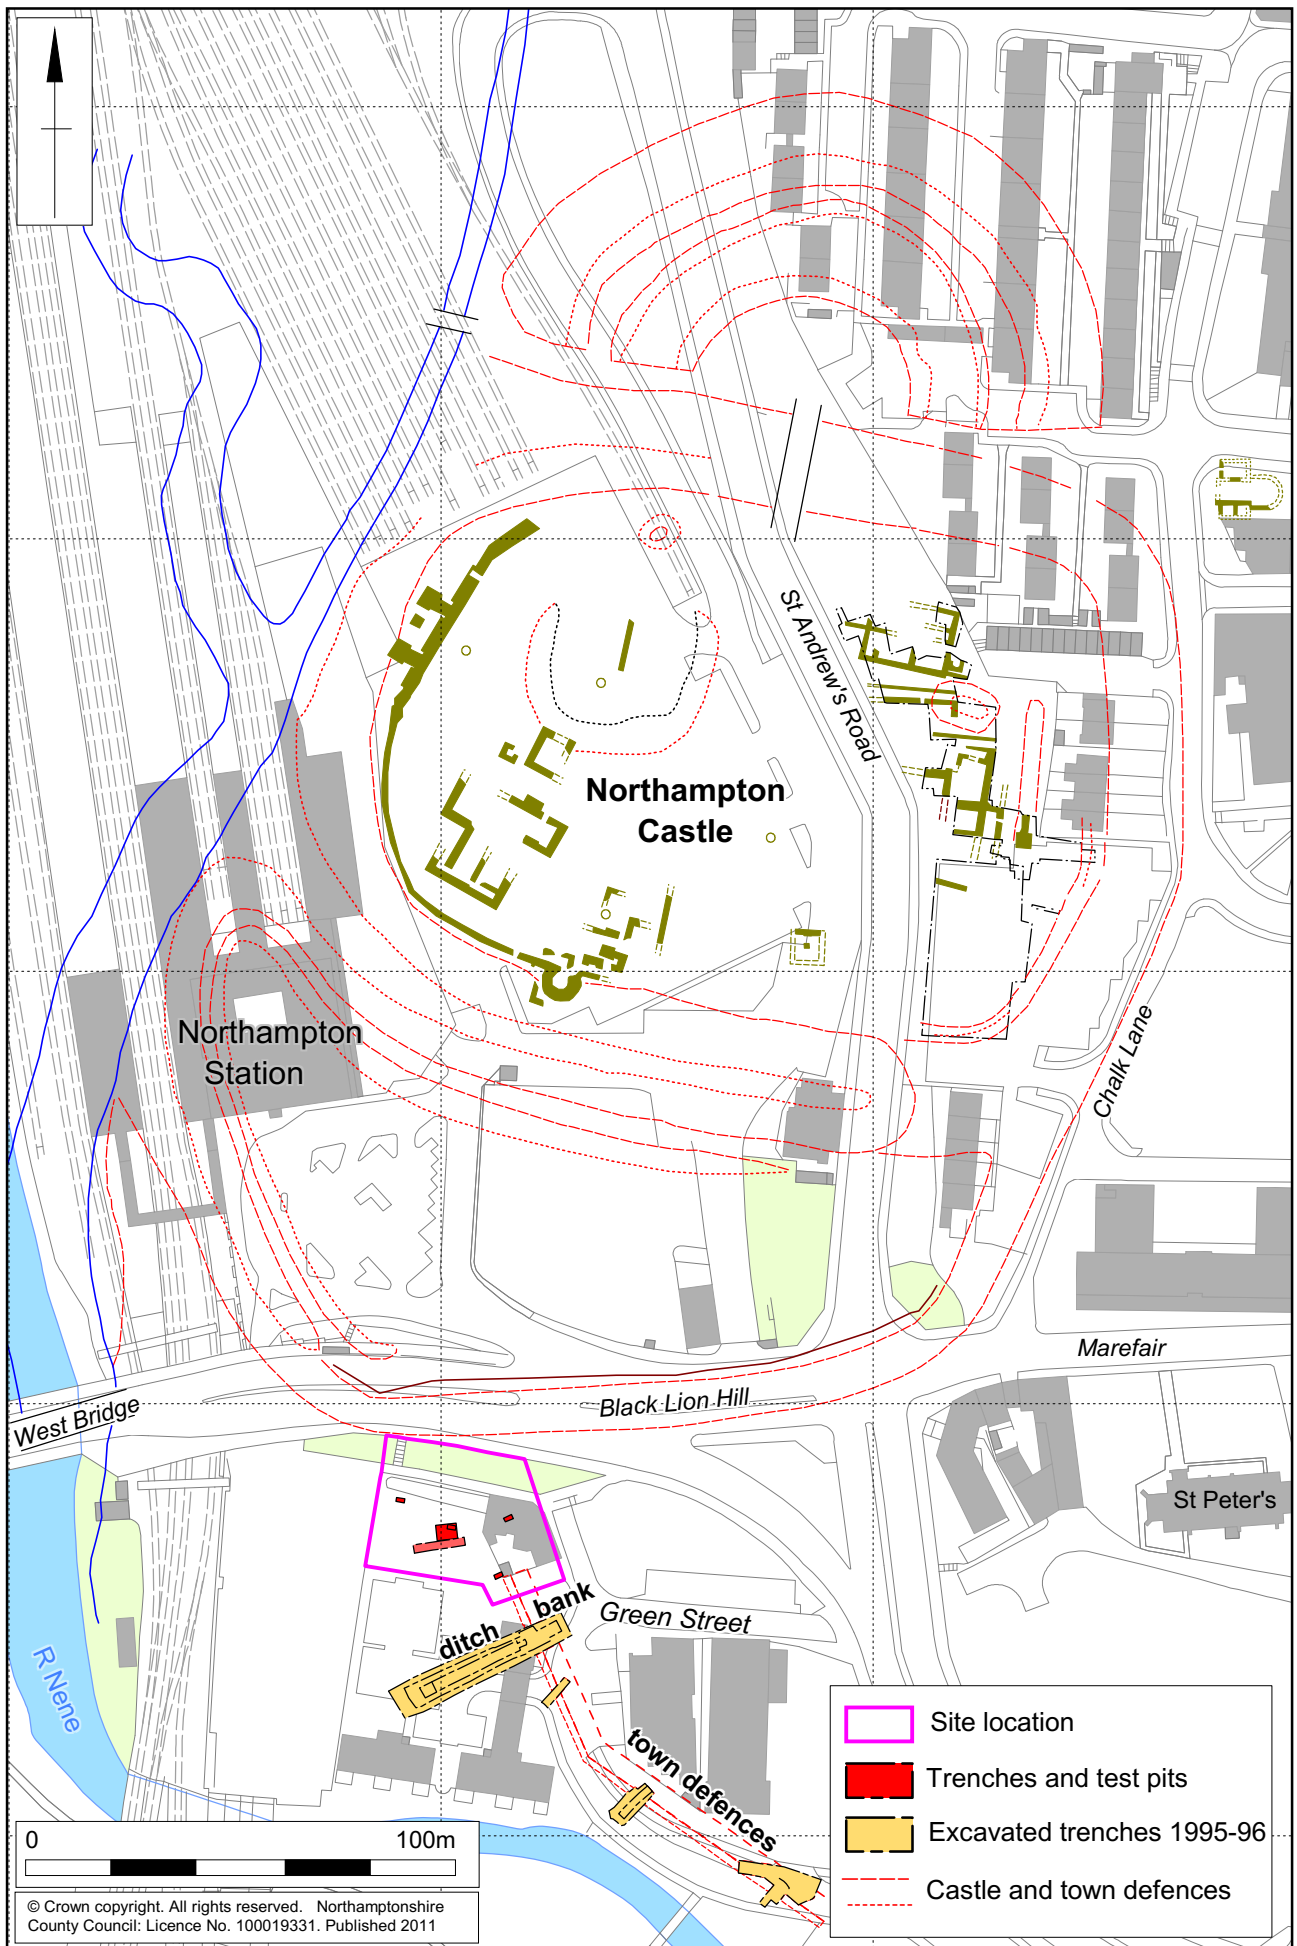 St Andrew's Road
Northampton
Castle
Northampton
Station
Chalk Lane
Marefair
Black Lion Hill
West Bridge
St Peter's
bank
ditch
Green Street
R Nene
town defences
Site location
Trenches and test pits
Excavated trenches 1995-96
Castle and town defences
0 100m
© Crown copyright. All rights reserved. Northamptonshire
County Council: Licence No. 100019331. Published 2011